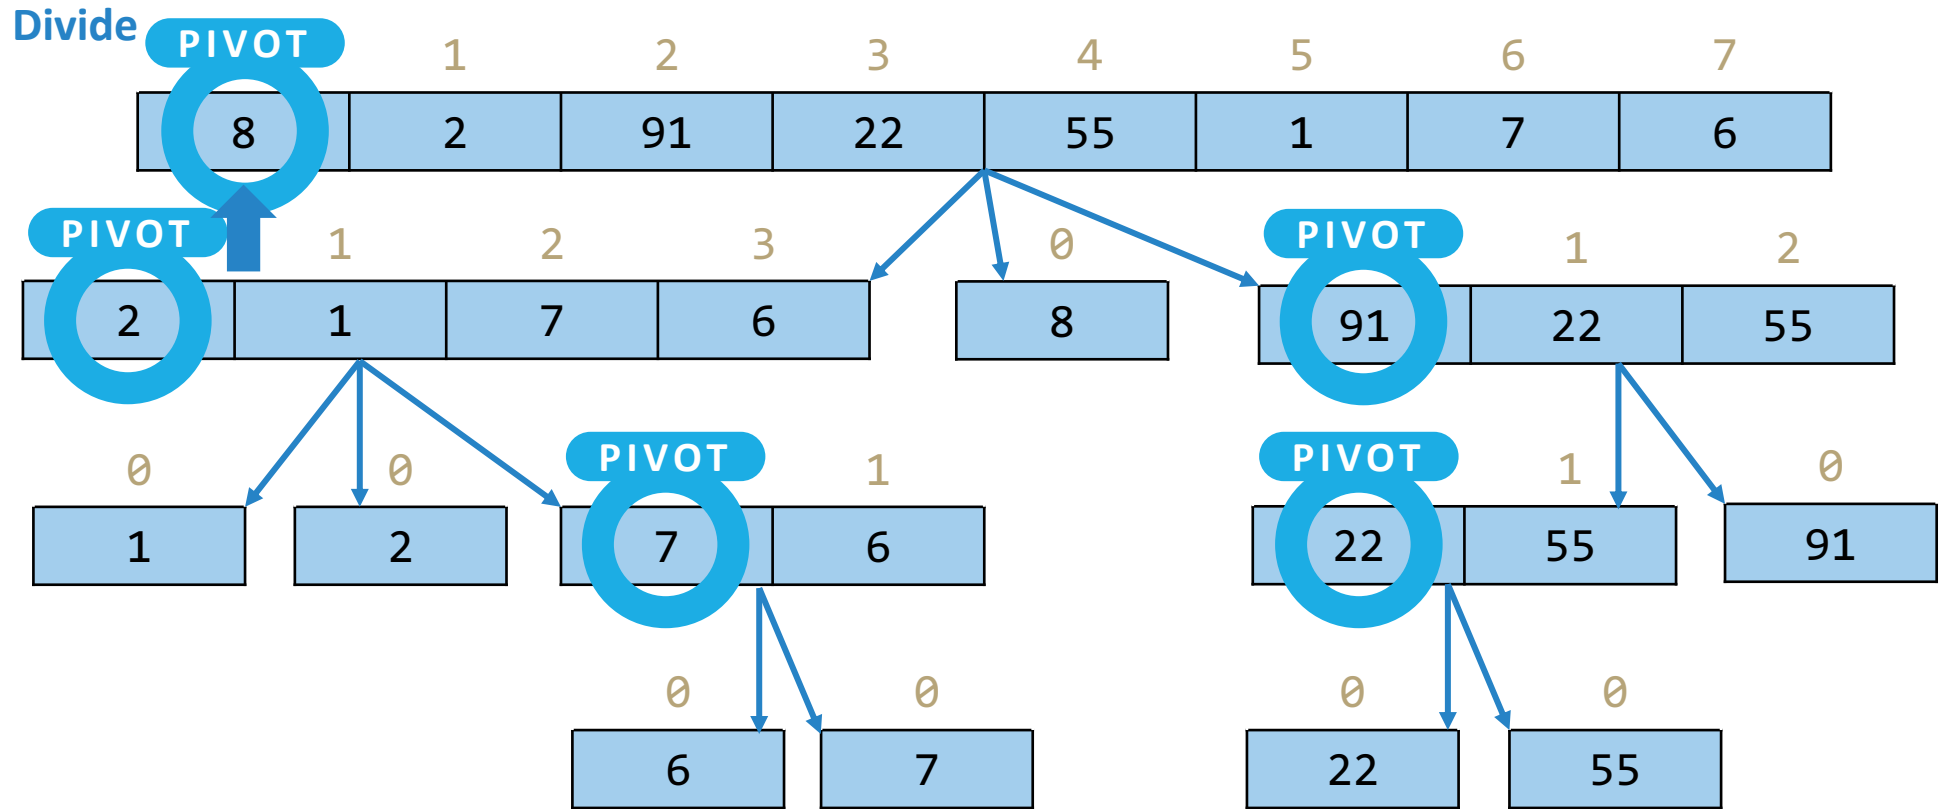 Divide
PIVOT 1 2 3 4 5 6 7
8 2 91 22 55 1 7 6
PIVOT 1 2 3 0 PIVOT 1 2
2 1 7 6 8 91 22 55
0 0 PIVOT 1 PIVOT 1 0
1 2 7 6 22 55 91
0 0 0 0
6 7 22 55